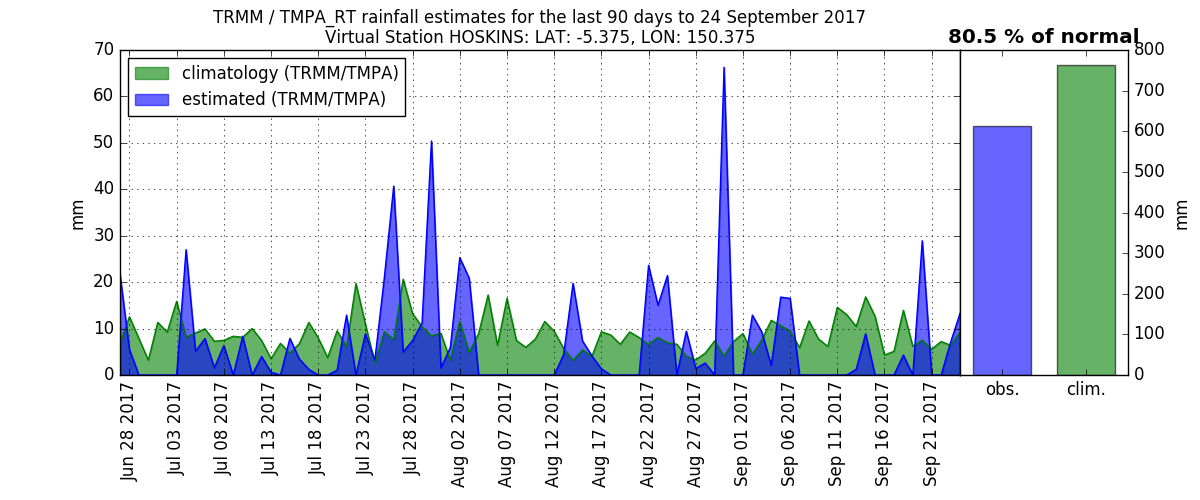 TRMM / TMPA_RT rainfall estimates for the last 90 days to 24 September 2017
Virtual Station HOSKINS: LAT: -5.375, LON: 150.375
80.5 % of normal
climatology (TRMM/TMPA)
estimated (TRMM/TMPA)
70
60
50
40
30
20
10
0
mm
Jun 28 2017
Jul 03 2017
Jul 08 2017
Jul 13 2017
Jul 18 2017
Jul 23 2017
Jul 28 2017
Aug 02 2017
Aug 07 2017
Aug 12 2017
Aug 17 2017
Aug 22 2017
Aug 27 2017
Sep 01 2017
Sep 06 2017
Sep 11 2017
Sep 16 2017
Sep 21 2017
obs.
clim.
800
700
600
500
400
300
200
100
0
mm